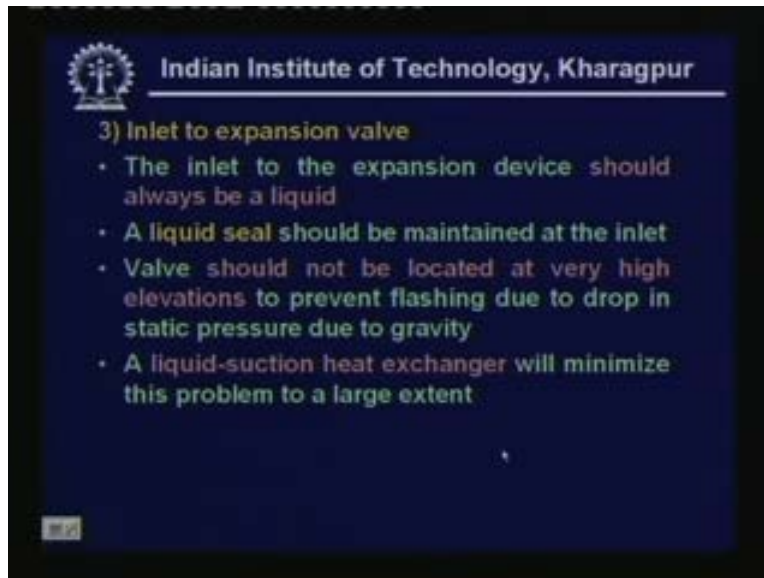 Indian Institute of Technology, Kharagpur
3) Inlet to expansion valve
• The inlet to the expansion device should
always be a liquid
• A liquid seal should be maintained at the inlet
• Valve should not be located at very high
elevations to prevent flashing due to drop in
static pressure due to gravity
• A liquid-suction heat exchanger will minimize
this problem to a large extent